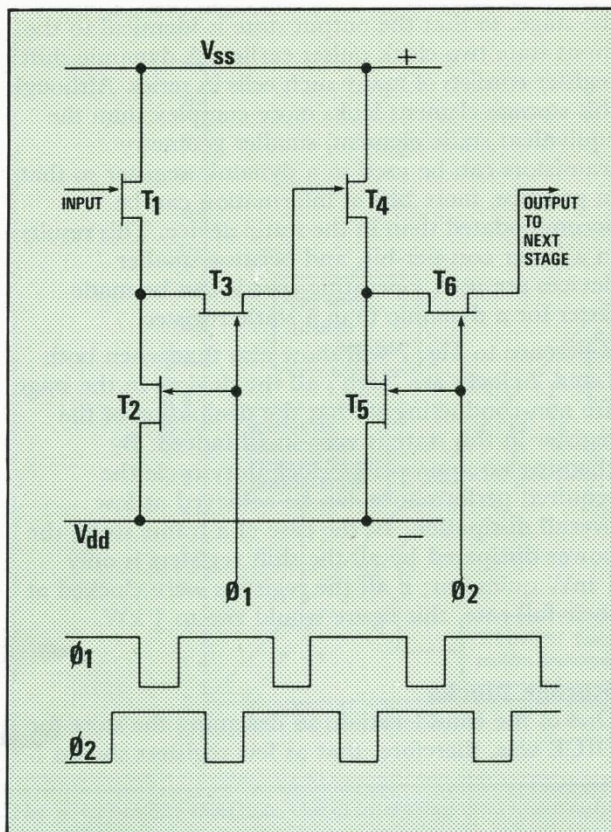 Vss
+
INPUT
T1
T4
OUTPUT
TO
NEXT
STAGE
T3
T6
T2
T5
Vdd
—
Ø1
Ø2
Ø1
Ø2